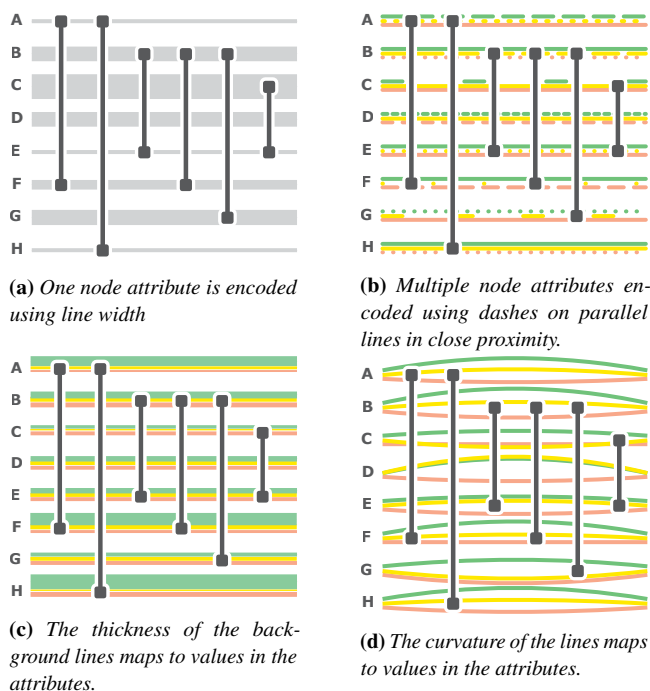 A
B
C
D
E
F
G
H
(a) One node attribute is encoded
using line width
A
B
C
D
E
F
G
H
(b) Multiple node attributes en-
coded using dashes on parallel
lines in close proximity.
A
B
C
D
E
F
G
H
(c) The thickness of the back-
ground lines maps to values in the
attributes.
A
B
C
D
E
F
G
H
(d) The curvature of the lines maps
to values in the attributes.